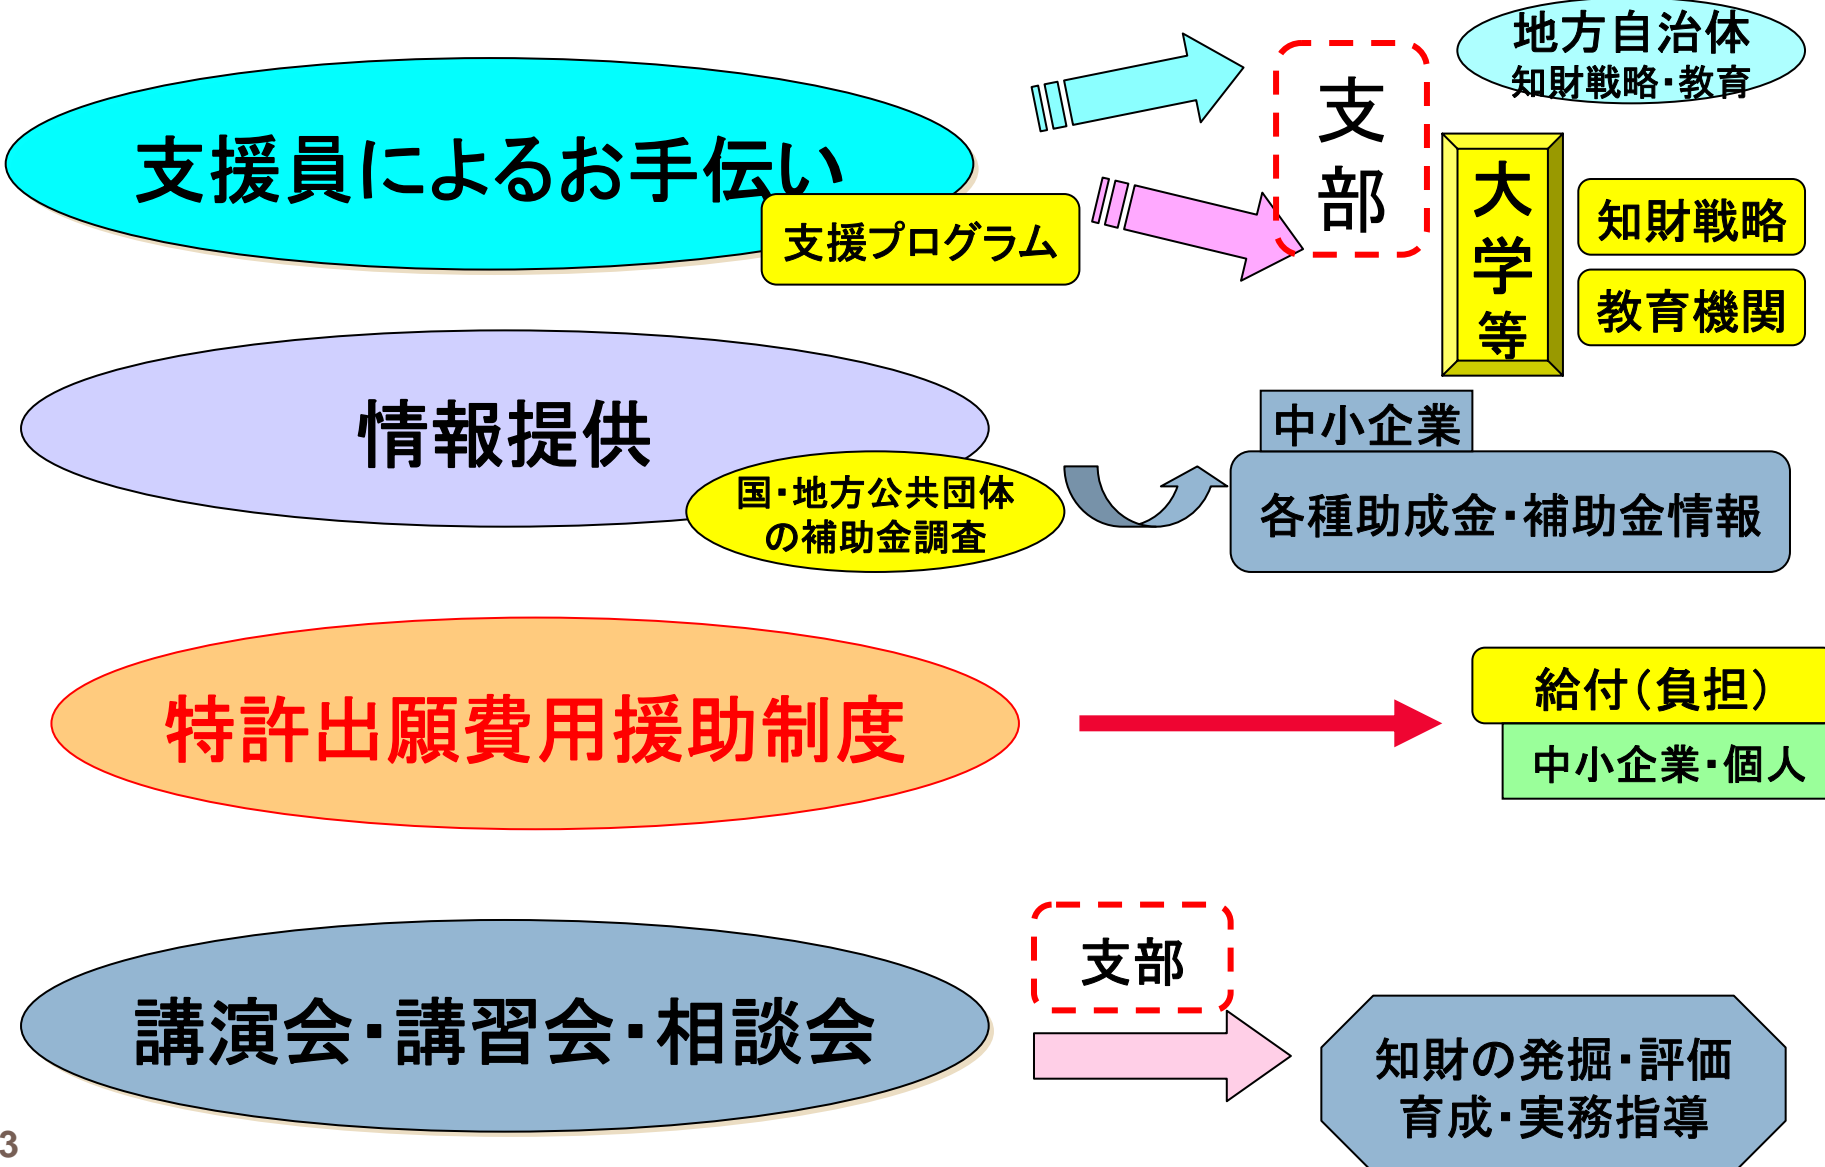 支援員によるお手伝い
支援プログラム
支
部
地方自治体
知財戦略・教育
大
学
等
知財戦略
教育機関
情報提供
国・地方公共団体
の補助金調査
中小企業
各種助成金・補助金情報
特許出願費用援助制度
給付（負担）
中小企業・個人
講演会・講習会・相談会
支部
知財の発掘・評価
育成・実務指導
3